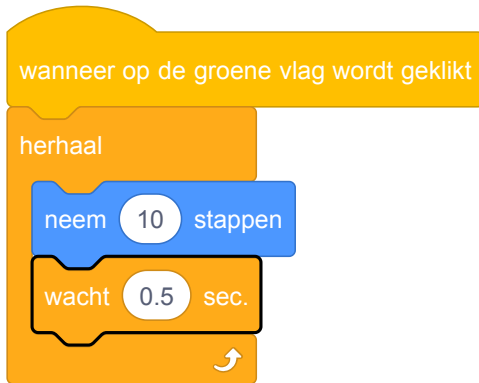 wanneer op de groene vlag wordt geklikt
herhaal
neem 10 stappen
wacht 0.5 sec.